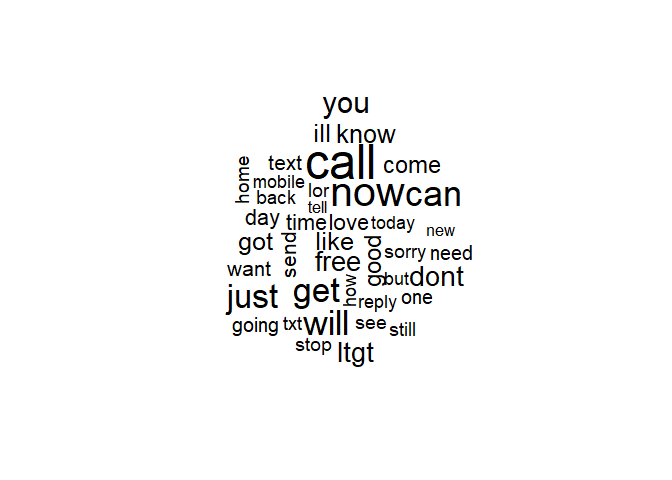 you
ill know
home text call come
mobile
back lor now can
tell
day time love today
new
got send like good sorry need
want free but dont
just get how reply one
going txt will see still
stop ltgt